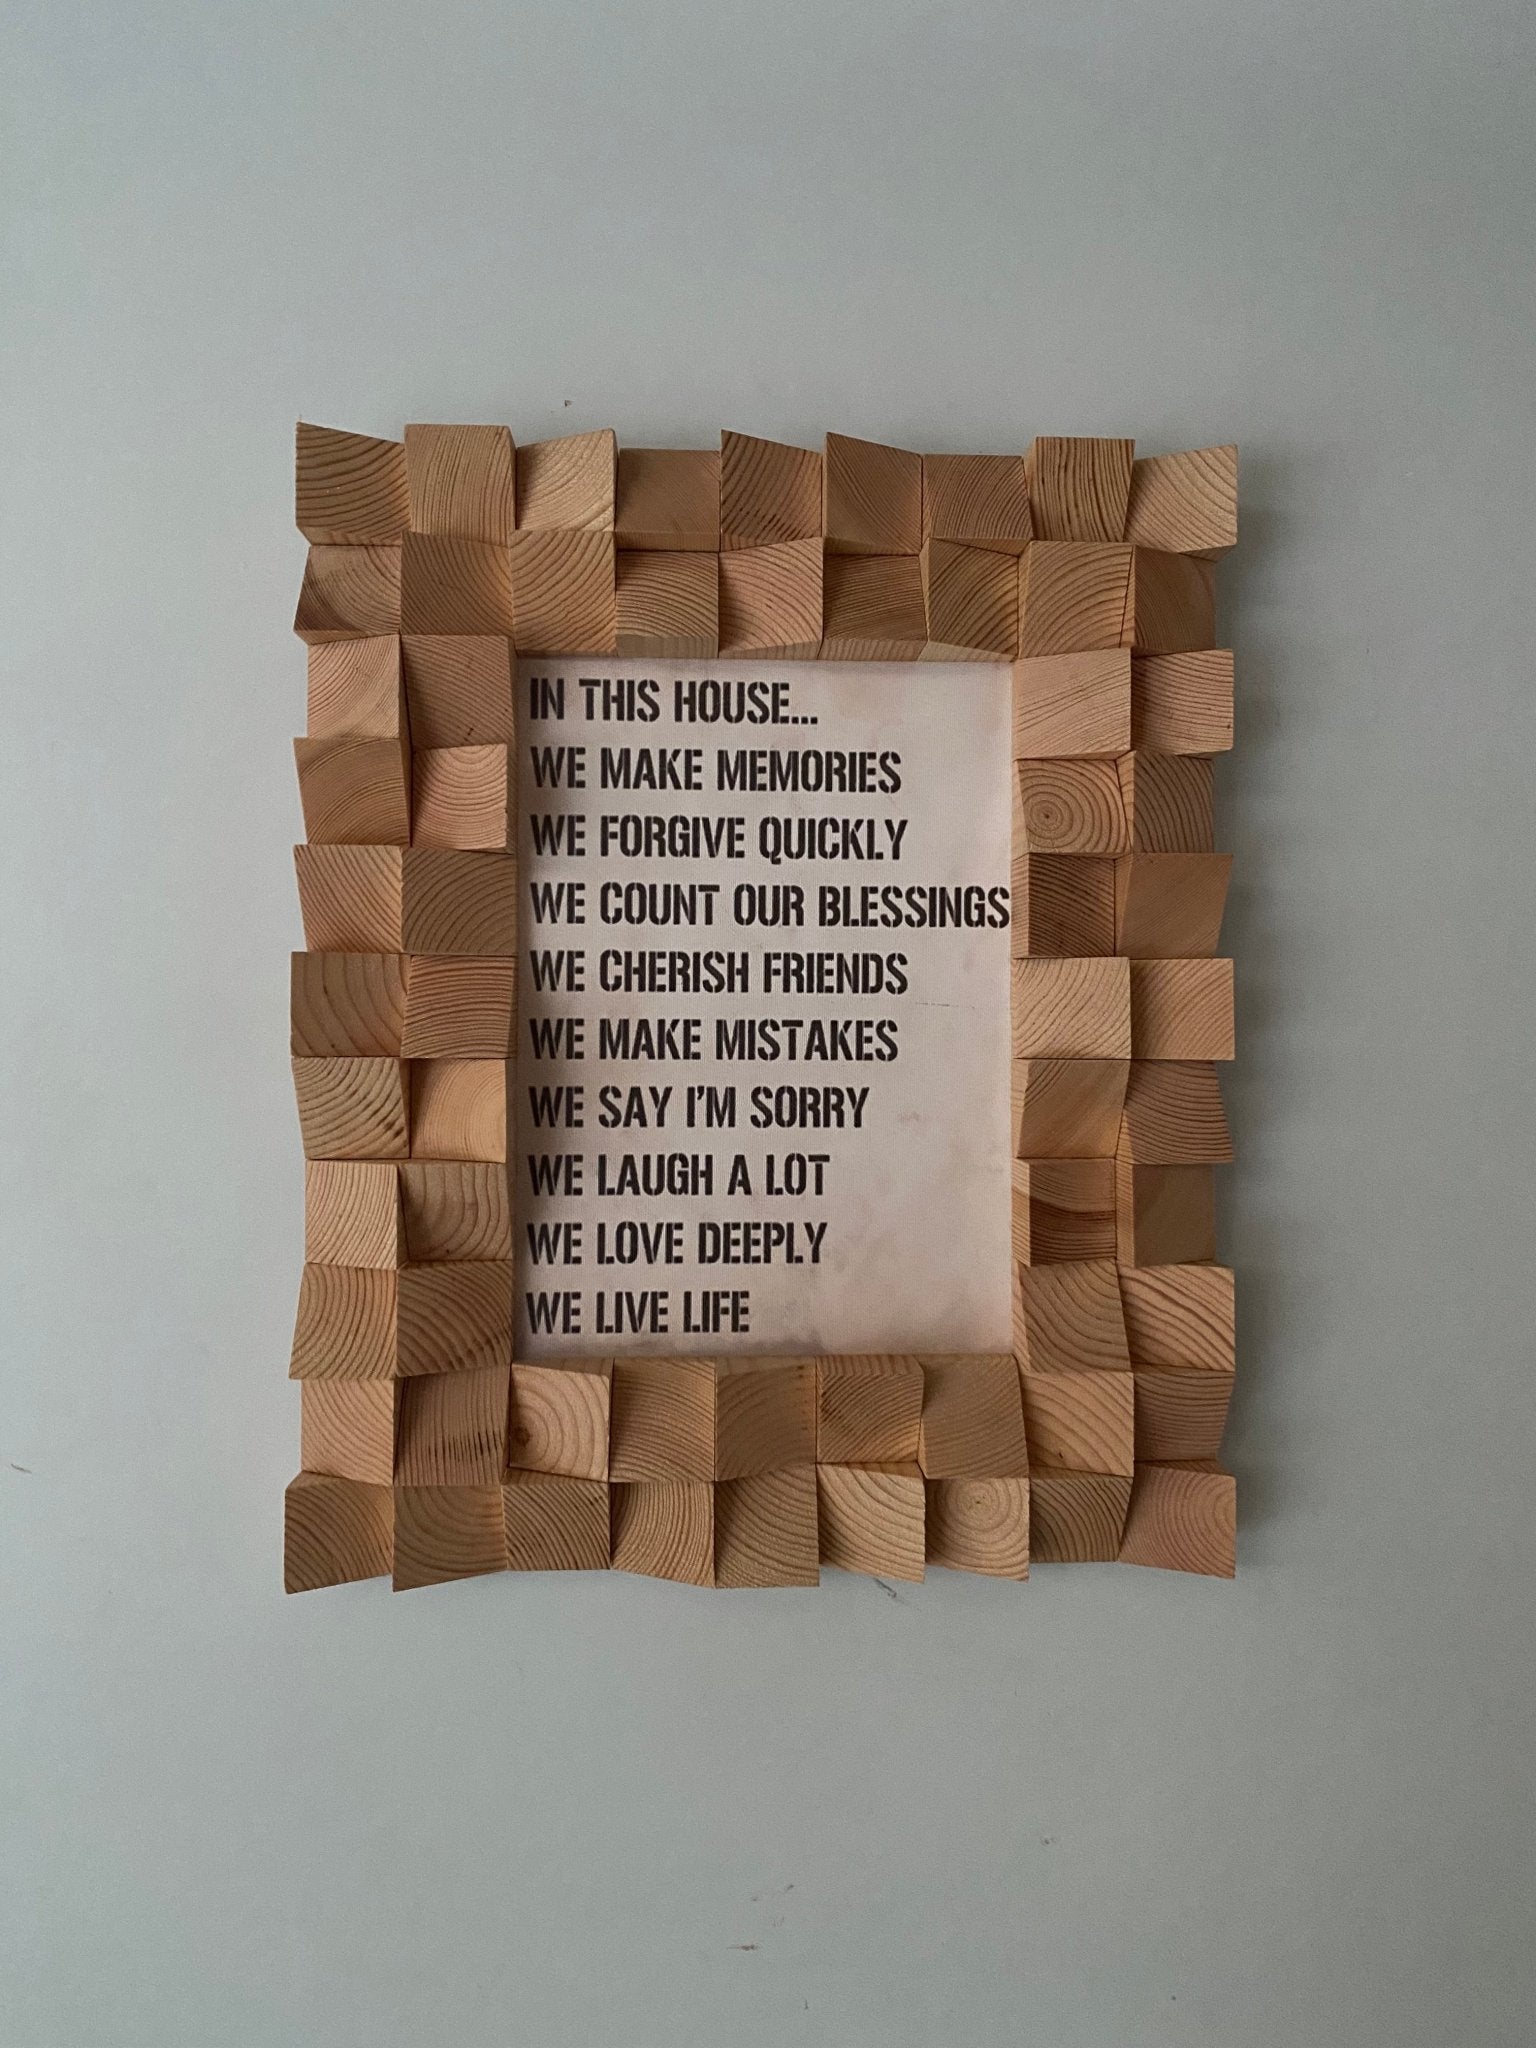 IN THIS HOUSE...
WE MAKE MEMORIES
WE FORGIVE QUICKLY
WE COUNT OUR BLESSINGS
WE CHERISH FRIENDS
WE MAKE MISTAKES
WE SAY I'M SORRY
WE LAUGH A LOT
WE LOVE DEEPLY
WE LIVE LIFE